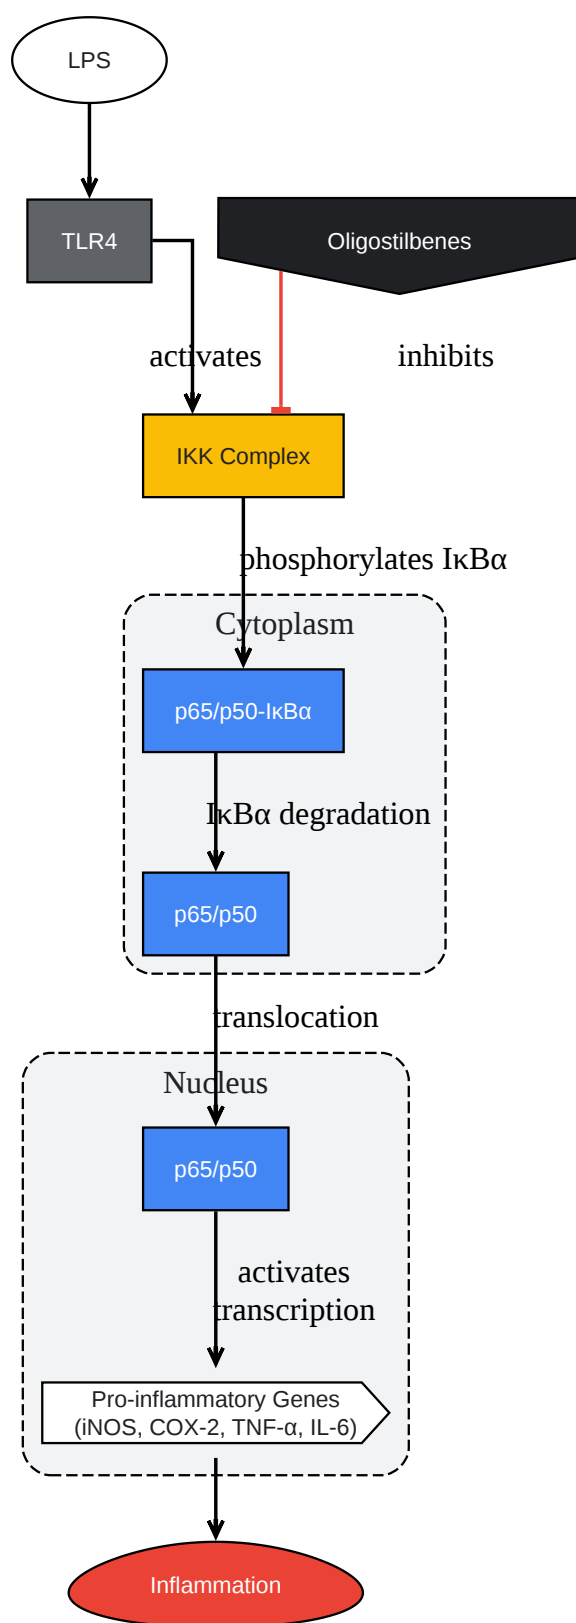 LPS
TLR4
Oligostilbenes
activates
inhibits
IKK Complex
phosphorylates IκBα
Cytoplasm
p65/p50-IκBα
IκBα degradation
p65/p50
translocation
Nucleus
p65/p50
activates
transcription
Pro-inflammatory Genes
(iNOS, COX-2, TNF-α, IL-6)
Inflammation